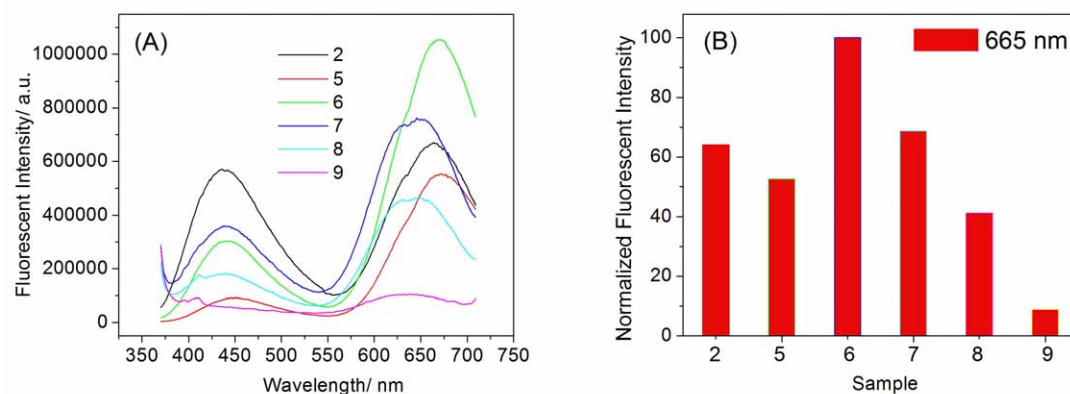 (A)
Fluorescent Intensity/ a.u.
1000000
800000
600000
400000
200000
0
2
5
6
7
8
9
350 400 450 500 550 600 650 700 750
Wavelength/ nm
(B)
665 nm
Normalized Fluorescent Intensity
100
80
60
40
20
0
2 5 6 7 8 9
Sample